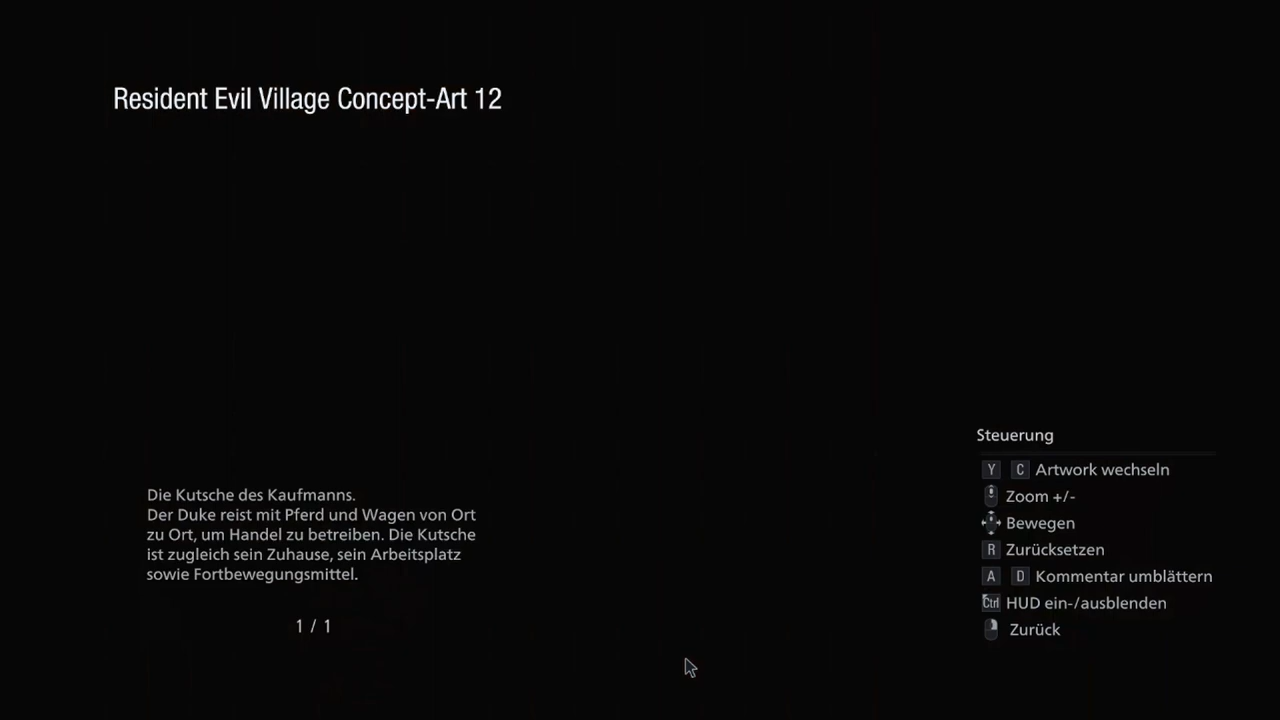 Resident Evil Village Concept-Art 12
Die Kutsche des Kaufmanns.
Der Duke reist mit Pferd und Wagen von Ort
zu Ort, um Handel zu betreiben. Die Kutsche
ist zugleich sein Zuhause, sein Arbeitsplatz
sowie Fortbewegungsmittel.
1 / 1
Steuerung
Y C Artwork wechseln
Zoom +/-
Bewegen
R Zurücksetzen
A D Kommentar umblättern
Ctrl HUD ein-/ausblenden
Zurück